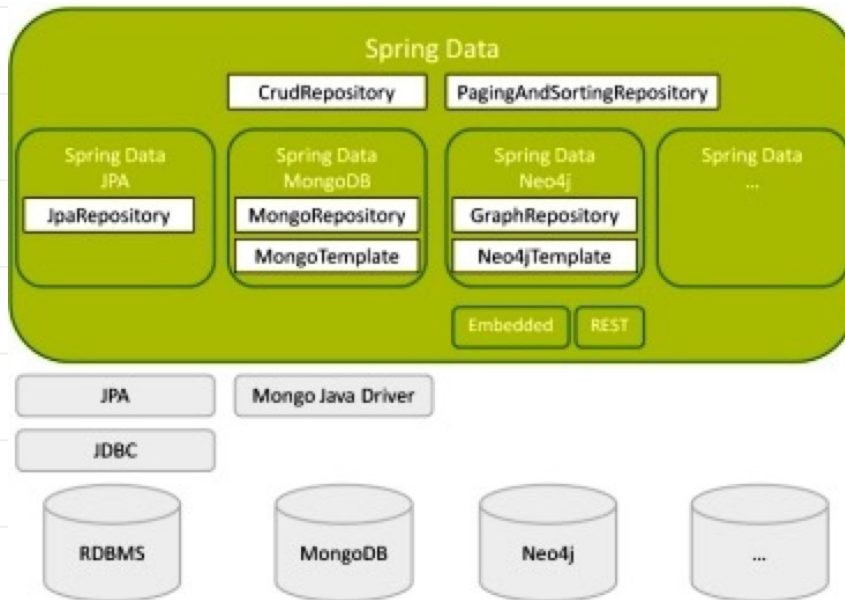 Spring Data
CrudRepository
PagingAndSortingRepository
Spring Data
JPA
JpaRepository
Spring Data
MongoDB
MongoRepository
MongoTemplate
Spring Data
Neo4j
GraphRepository
Neo4jTemplate
Spring Data
...
Embedded
REST
JPA
Mongo Java Driver
JDBC
RDBMS
MongoDB
Neo4j
...